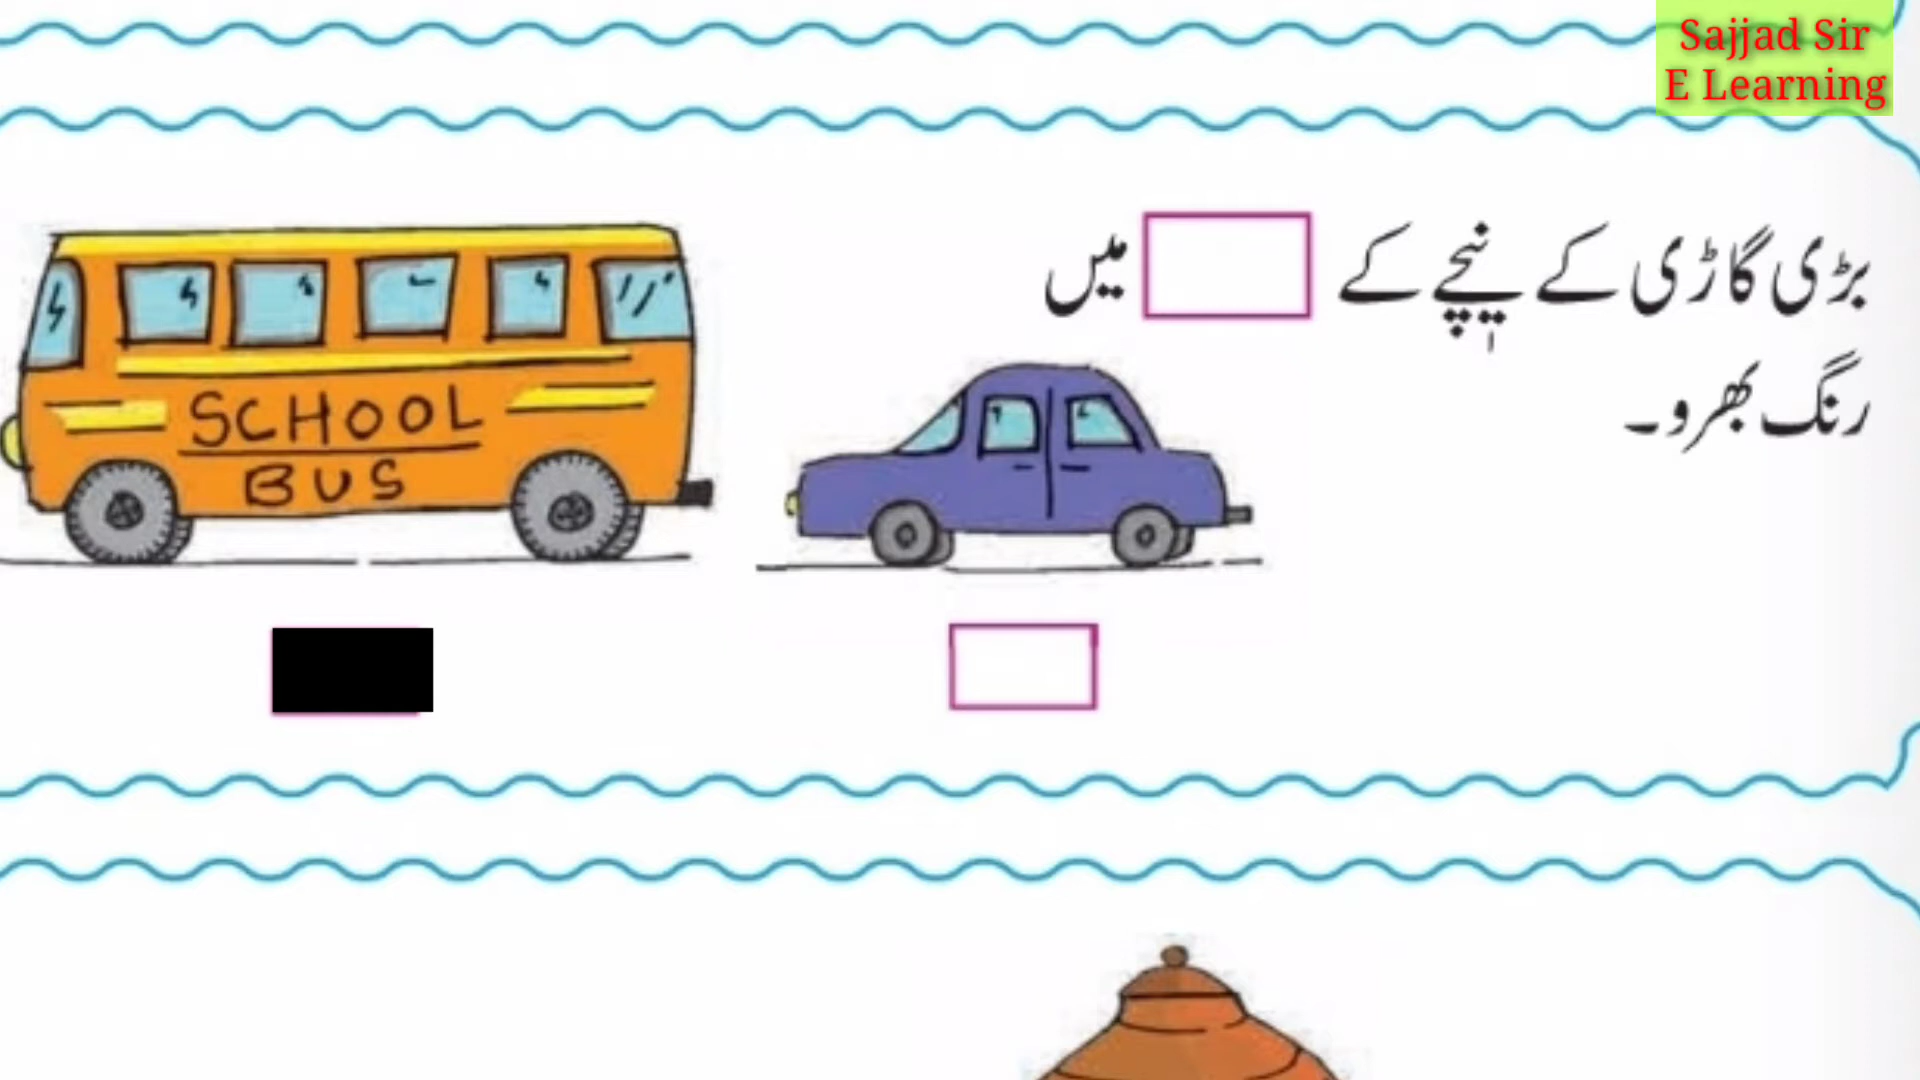 Sajjad Sir
E Learning
بڑی گاڑی کے نیچے کے میں
رنگ بھرو۔
SCHOOL
BUS